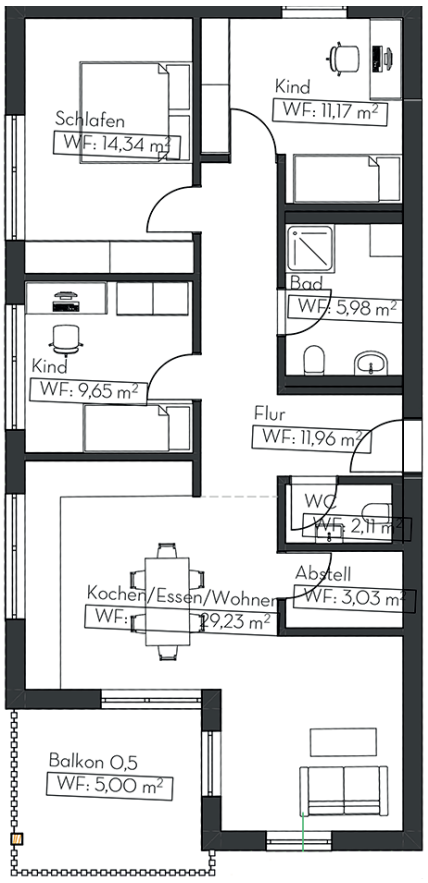 Kind
WF: 11,17 m²
Schlafen
WF: 14,34 m²
Bad
WF: 5,98 m²
Kind
WF: 9,65 m²
Flur
WF: 11,96 m²
WC
WF: 2,11 m²
Abstell
WF: 3,03 m²
Kochen/Essen/Wohnen
WF: 29,23 m²
Balkon 0,5
WF: 5,00 m²